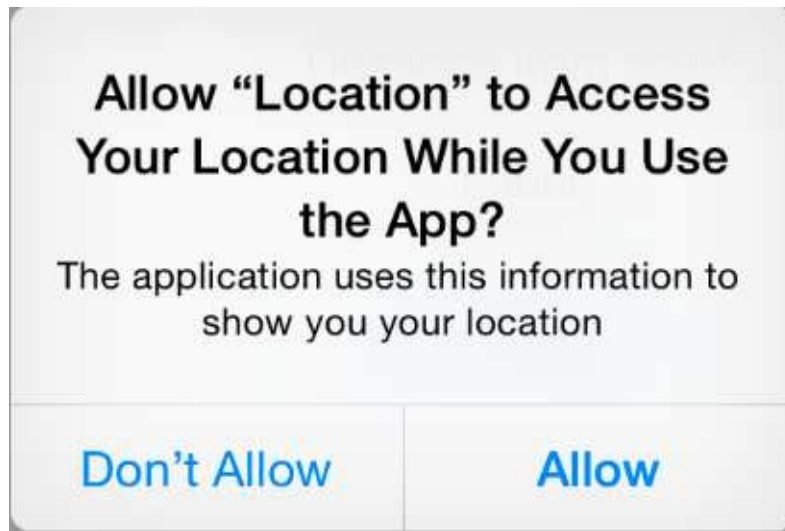 Allow “Location” to Access
Your Location While You Use
the App?
The application uses this information to
show you your location
Don’t Allow
Allow